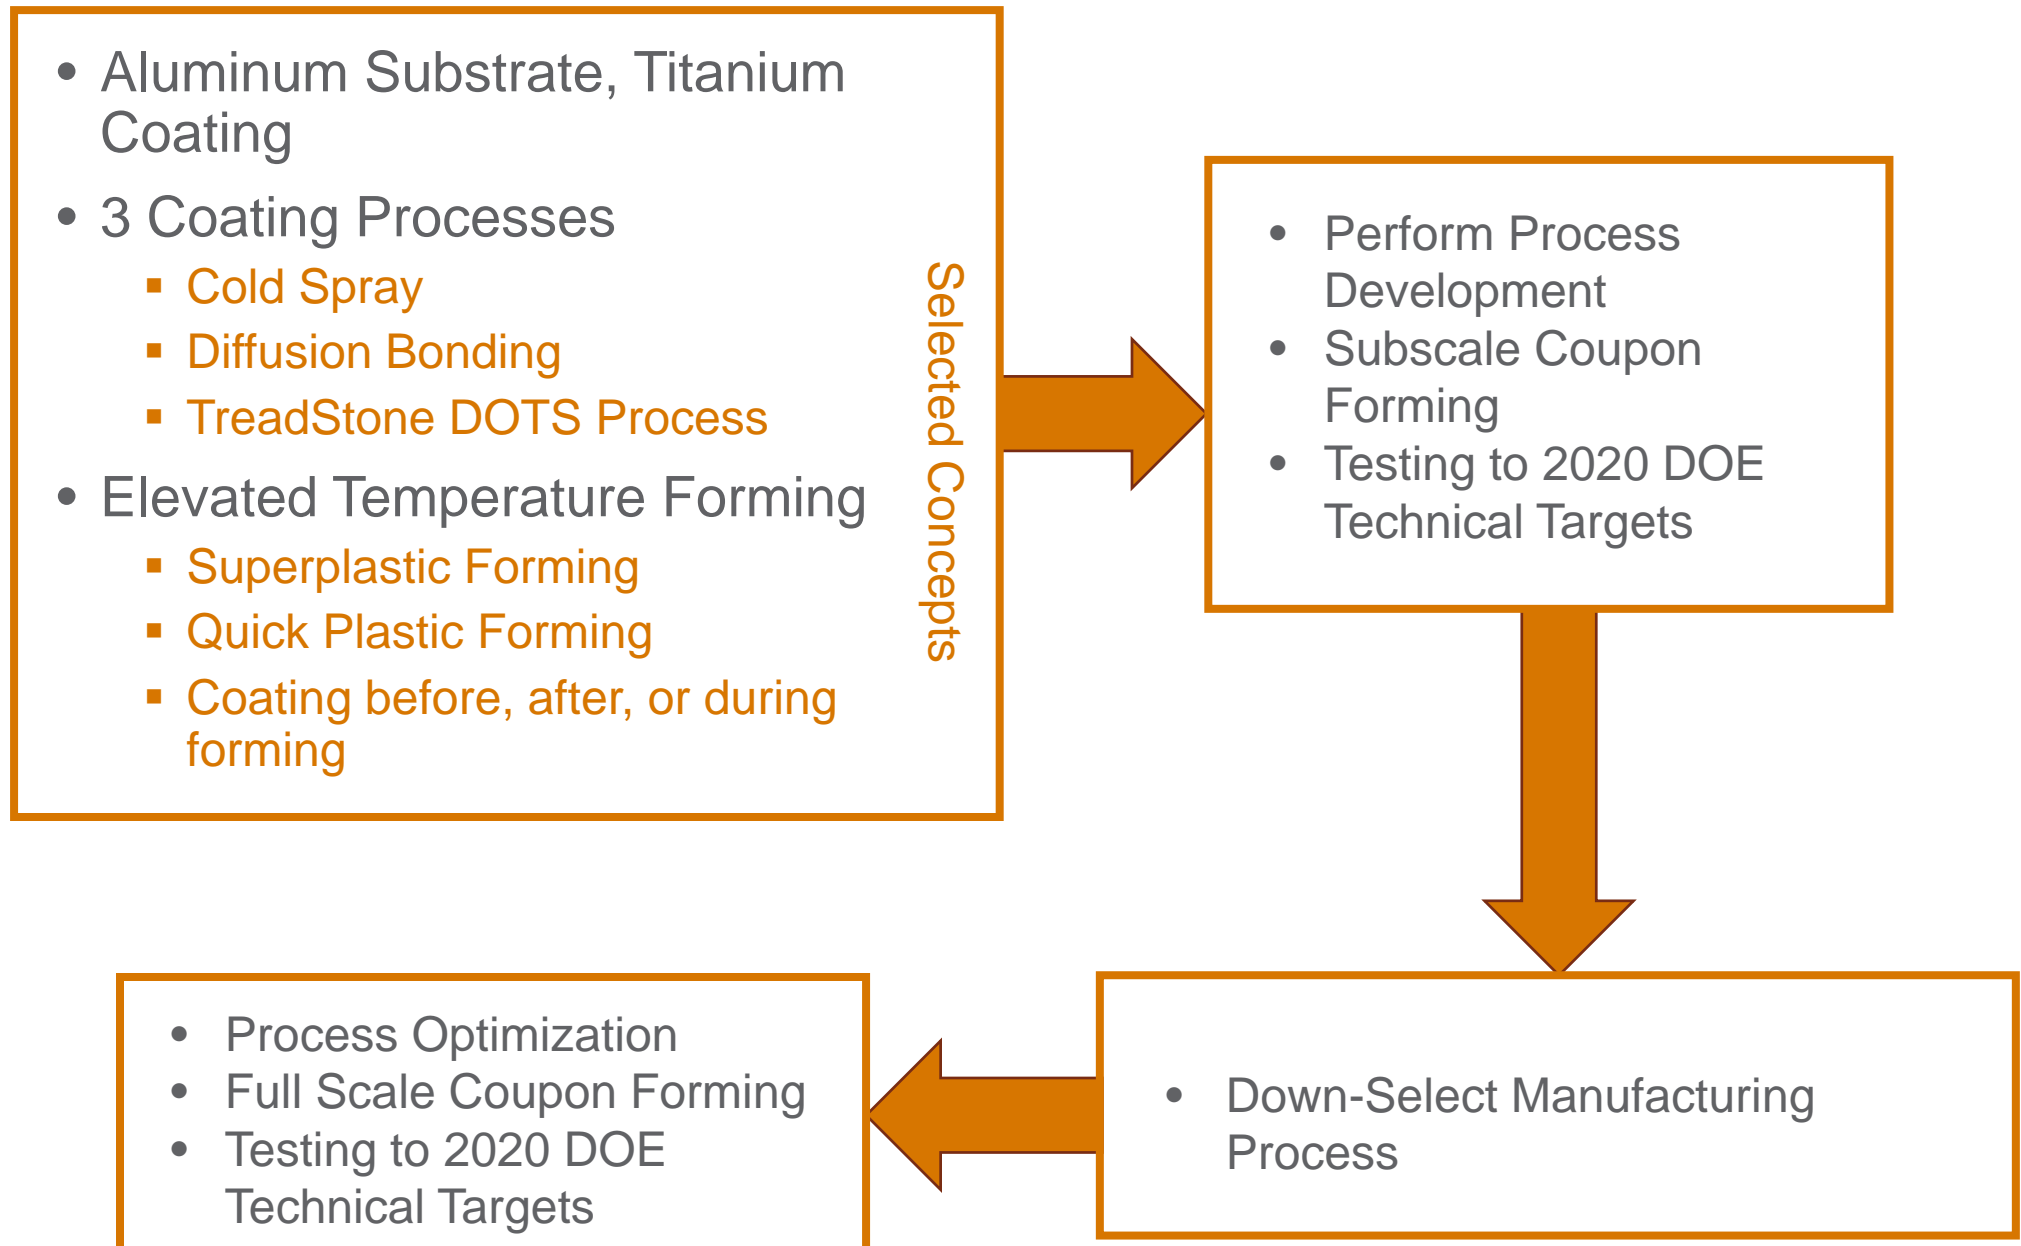 • Aluminum Substrate, Titanium
Coating
• 3 Coating Processes
▪ Cold Spray
▪ Diffusion Bonding
▪ TreadStone DOTS Process
• Elevated Temperature Forming
▪ Superplastic Forming
▪ Quick Plastic Forming
▪ Coating before, after, or during
forming
Selected Concepts
• Perform Process
Development
• Subscale Coupon
Forming
• Testing to 2020 DOE
Technical Targets
• Down-Select Manufacturing
Process
• Process Optimization
• Full Scale Coupon Forming
• Testing to 2020 DOE
Technical Targets